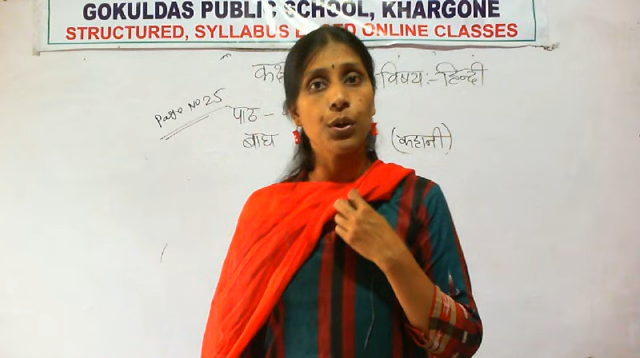 GOKULDAS PUBLIC SCHOOL, KHARGONE
STRUCTURED, SYLLABUS ONLINE CLASSES
विषय:-हिन्दी
Page No 25
पाठ -
बाघ (कहानी)